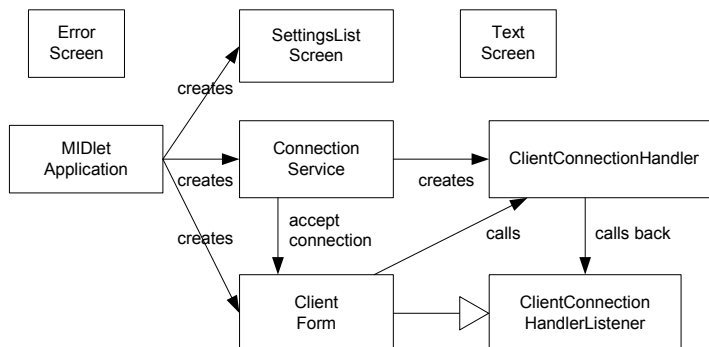 Error
Screen
SettingsList
Screen
Text
Screen
creates
MIDlet
Application
creates
Connection
Service
creates
ClientConnectionHandler
creates
accept
connection
calls
calls back
Client
Form
ClientConnection
HandlerListener